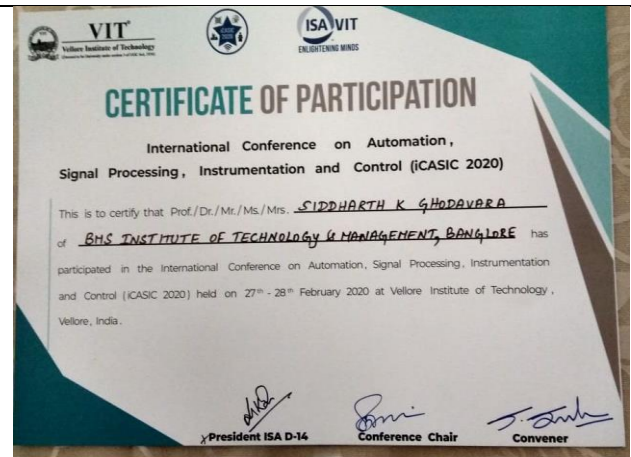 VIT®
Vellore Institute of Technology
iCASIC 2020
ISA VIT
ENLIGHTENING MINDS
CERTIFICATE OF PARTICIPATION
International Conference on Automation,
Signal Processing, Instrumentation and Control (iCASIC 2020)
This is to certify that Prof./Dr./Mr./Ms./Mrs. SIDDHARTH K GHODAVARA
of BMS INSTITUTE OF TECHNOLOGY & MANAGEMENT, BANGLORE has
participated in the International Conference on Automation, Signal Processing, Instrumentation
and Control (iCASIC 2020) held on 27th - 28th February 2020 at Vellore Institute of Technology,
Vellore, India.
President ISA D-14
Conference Chair
Convener